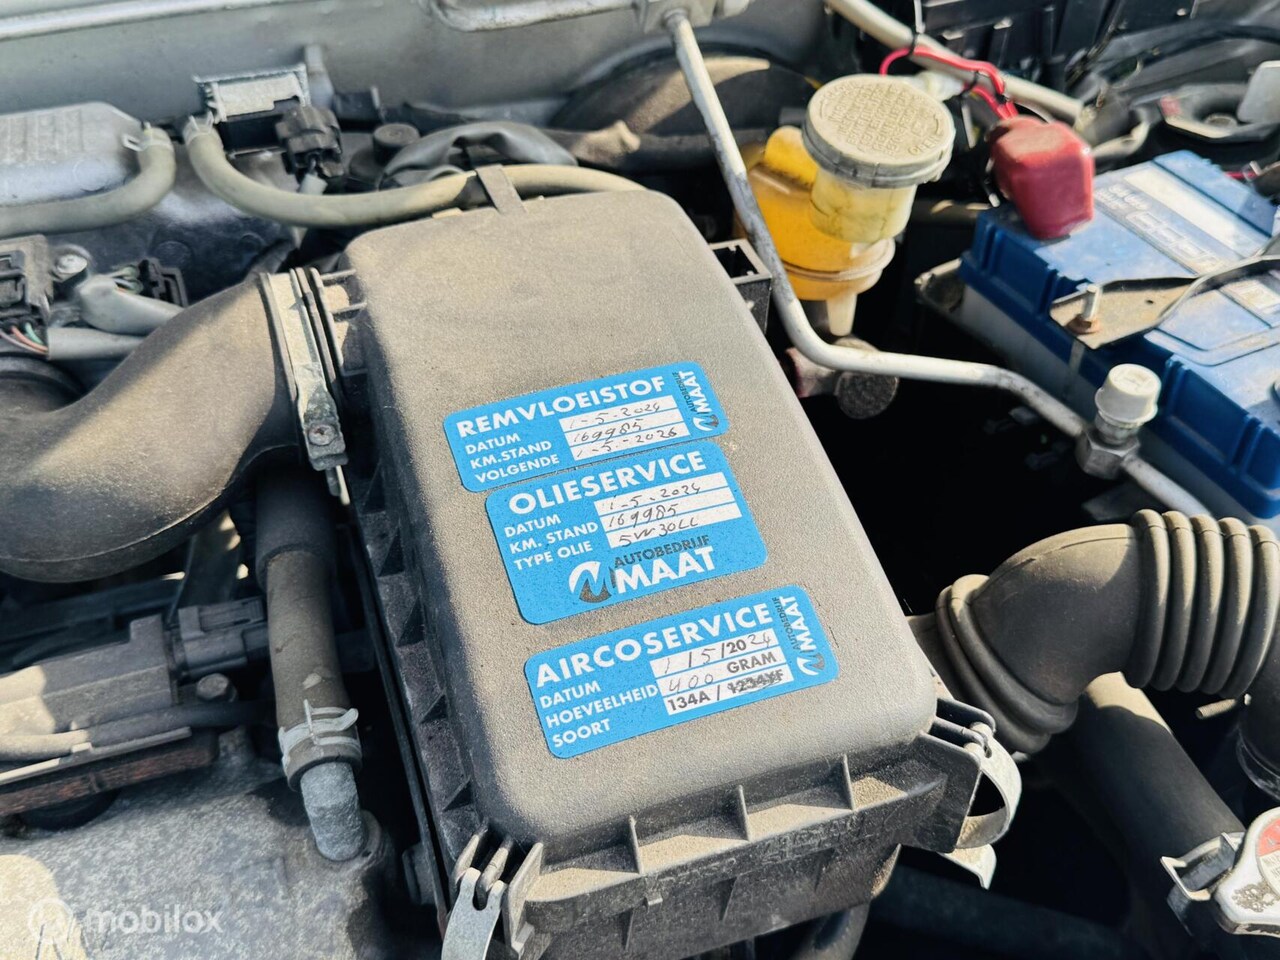 REMVLOEISTOF
DATUM 1-5-2024
KM.STAND 169985
VOLGENDE 1-5-2026
AUTOBEDRIJF
MAAT
OLIESERVICE
DATUM 1-5-2024
KM. STAND 169985
TYPE OLIE 5W30LL
AUTOBEDRIJF
MAAT
AIRCOSERVICE
DATUM 1/5/2024
HOEVEELHEID 400 GRAM
SOORT 134A / 1234YF
AUTOBEDRIJF
MAAT
mobilox